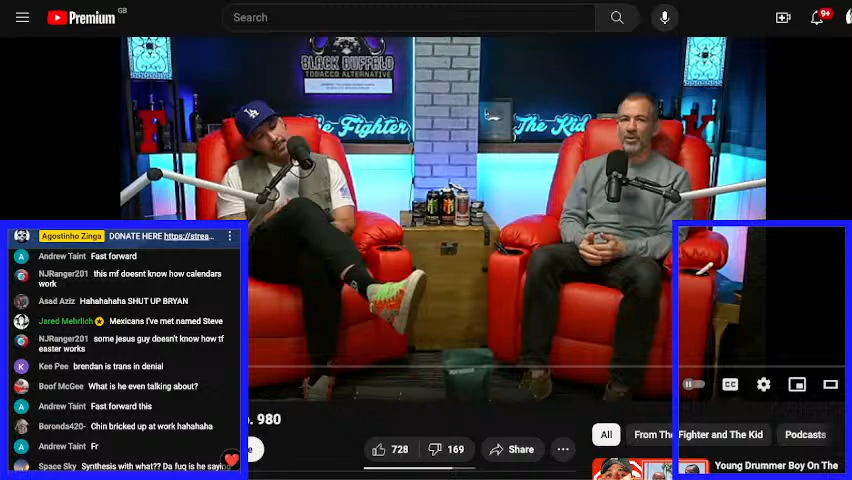 Premium GB
Search
9+
BLACK BUFFALO
TOBACCO ALTERNATIVE
The Fighter
The Kid
F
K
Agostinho Zinga DONATE HERE https://strea...
Andrew Taint Fast forward
NJRanger201 this mf doesnt know how calendars
work
Asad Aziz Hahahahaha SHUT UP BRYAN
Jared Mehrlich Mexicans I've met named Steve
NJRanger201 some jesus guy doesn't know how tf
easter works
Kee Pee brendan is trans in denial
Boof McGee What is he even talking about?
Andrew Taint Fast forward this
Boronda420- Chin bricked up at work hahahaha
Andrew Taint Fr
Space Sky Synthesis with what?? Da fuq is he saying
CC
. 980
728
169
Share
All
From The Fighter and The Kid
Podcasts
Young Drummer Boy On The